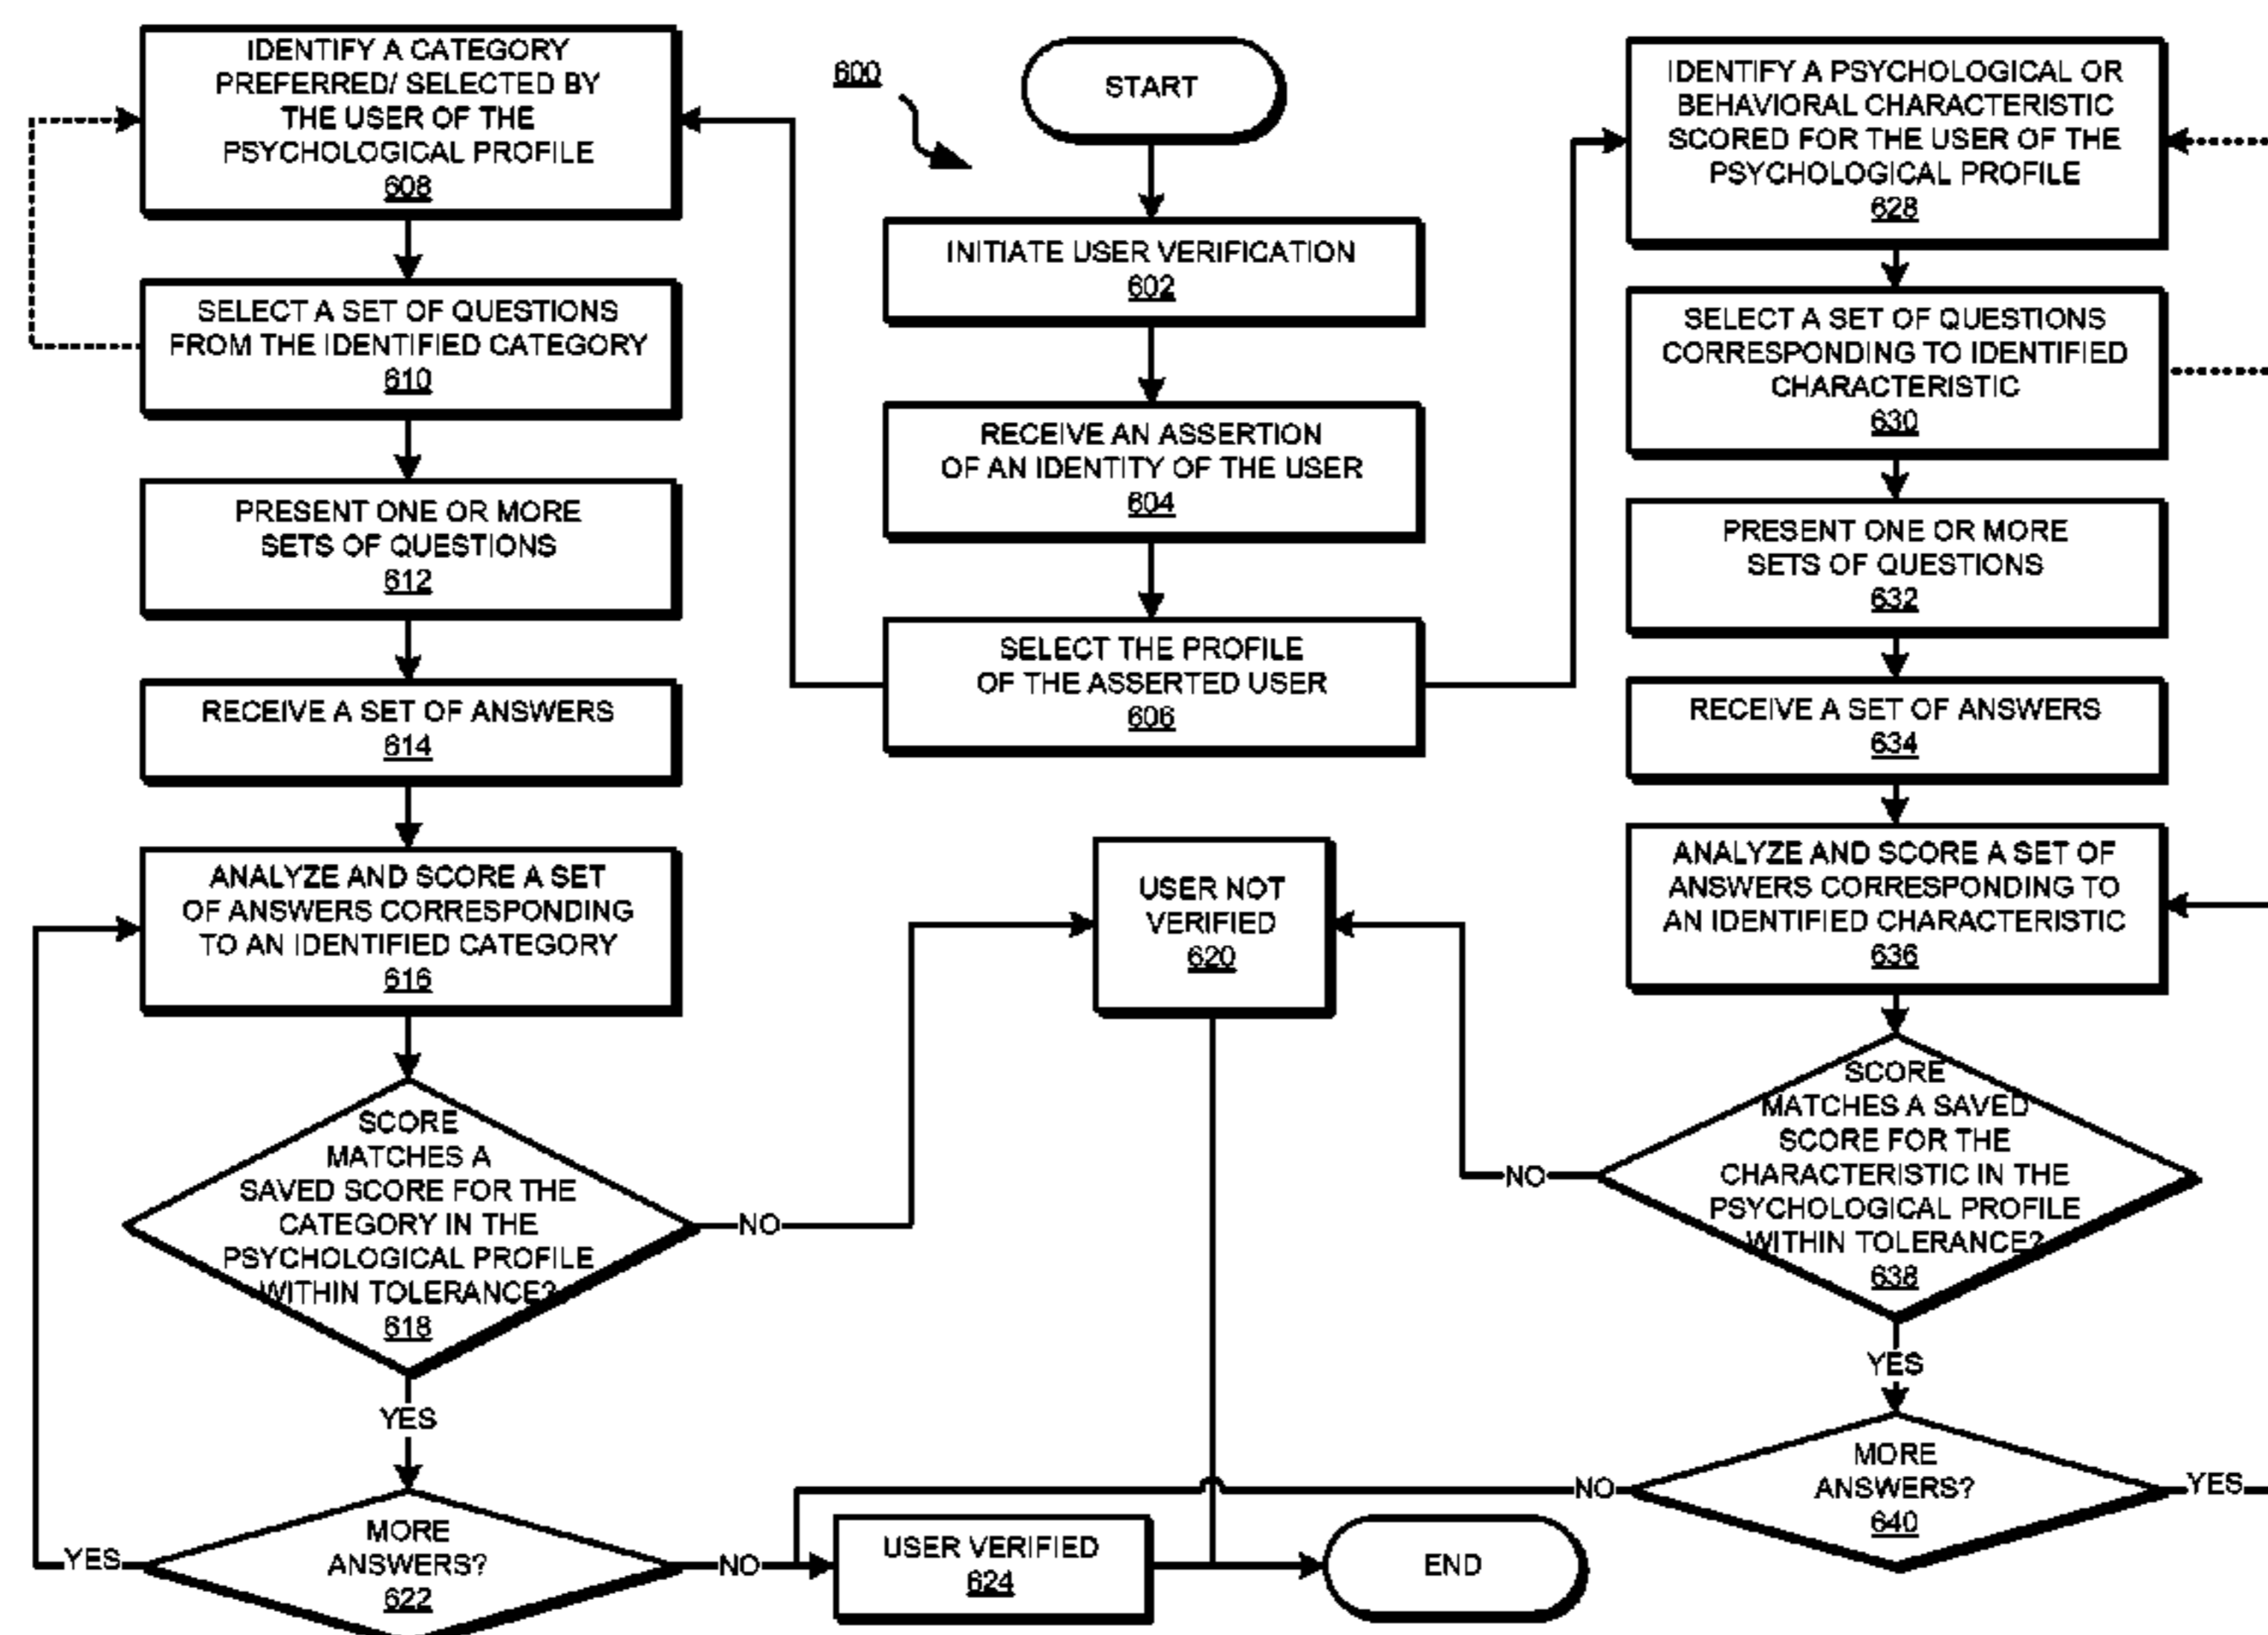 IDENTIFY A CATEGORY
PREFERRED/ SELECTED BY
THE USER OF THE
PSYCHOLOGICAL PROFILE
608
SELECT A SET OF QUESTIONS
FROM THE IDENTIFIED CATEGORY
610
PRESENT ONE OR MORE
SETS OF QUESTIONS
612
RECEIVE A SET OF ANSWERS
614
ANALYZE AND SCORE A SET
OF ANSWERS CORRESPONDING
TO AN IDENTIFIED CATEGORY
616
SCORE
MATCHES A
SAVED SCORE FOR THE
CATEGORY IN THE
PSYCHOLOGICAL PROFILE
WITHIN TOLERANCE?
618
NO
YES
MORE
ANSWERS?
622
YES
NO
600
START
INITIATE USER VERIFICATION
602
RECEIVE AN ASSERTION
OF AN IDENTITY OF THE USER
604
SELECT THE PROFILE
OF THE ASSERTED USER
606
USER NOT
VERIFIED
620
USER VERIFIED
624
END
IDENTIFY A PSYCHOLOGICAL OR
BEHAVIORAL CHARACTERISTIC
SCORED FOR THE USER OF THE
PSYCHOLOGICAL PROFILE
628
SELECT A SET OF QUESTIONS
CORRESPONDING TO IDENTIFIED
CHARACTERISTIC
630
PRESENT ONE OR MORE
SETS OF QUESTIONS
632
RECEIVE A SET OF ANSWERS
634
ANALYZE AND SCORE A SET OF
ANSWERS CORRESPONDING TO
AN IDENTIFIED CHARACTERISTIC
636
SCORE
MATCHES A SAVED
SCORE FOR THE
CHARACTERISTIC IN THE
PSYCHOLOGICAL PROFILE
WITHIN TOLERANCE?
638
NO
YES
MORE
ANSWERS?
640
NO
YES